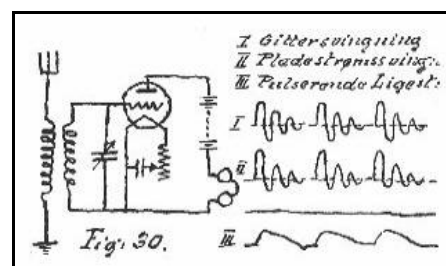 I Gittersvingning
II Pladestrømssving:
III Pulserende Ligest:
I
II
III
Fig: 30.